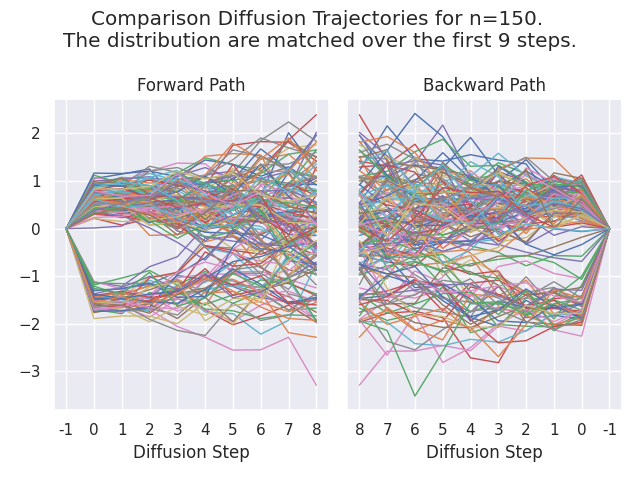 Comparison Diffusion Trajectories for n=150.
The distribution are matched over the first 9 steps.
Forward Path
Backward Path
2
1
0
−1
−2
−3
-1 0 1 2 3 4 5 6 7 8
8 7 6 5 4 3 2 1 0 -1
Diffusion Step
Diffusion Step